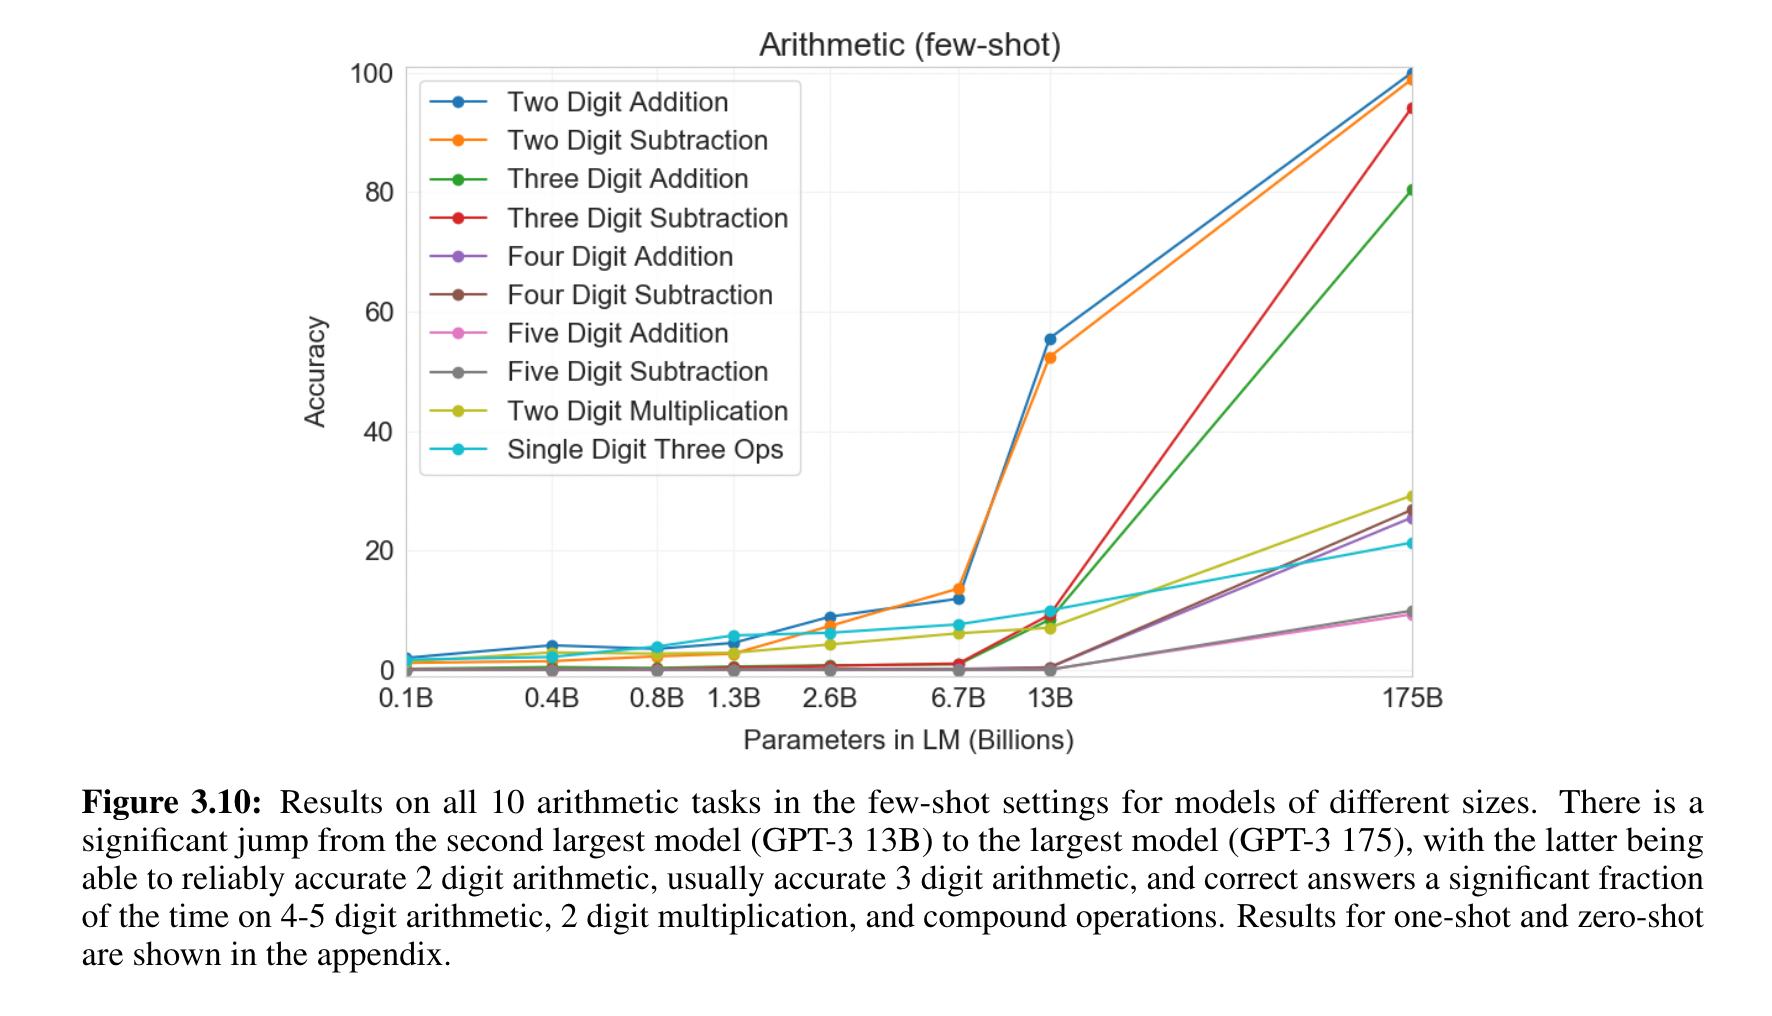 Arithmetic (few-shot)
100
80
60
40
20
0
Accuracy
Two Digit Addition
Two Digit Subtraction
Three Digit Addition
Three Digit Subtraction
Four Digit Addition
Four Digit Subtraction
Five Digit Addition
Five Digit Subtraction
Two Digit Multiplication
Single Digit Three Ops
0.1B 0.4B 0.8B 1.3B 2.6B 6.7B 13B 175B
Parameters in LM (Billions)
Figure 3.10: Results on all 10 arithmetic tasks in the few-shot settings for models of different sizes. There is a
significant jump from the second largest model (GPT-3 13B) to the largest model (GPT-3 175), with the latter being
able to reliably accurate 2 digit arithmetic, usually accurate 3 digit arithmetic, and correct answers a significant fraction
of the time on 4-5 digit arithmetic, 2 digit multiplication, and compound operations. Results for one-shot and zero-shot
are shown in the appendix.